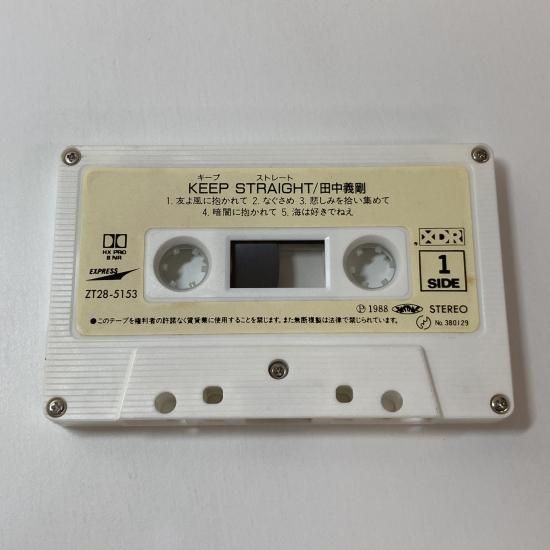 キープ ストレート
KEEP STRAIGHT/田中義剛
1. 友よ風に抱かれて 2. なぐさめ 3. 悲しみを拾い集めて
4. 暗闇に抱かれて 5. 海は好きでねえ
XDR
HX PRO
B NR
1
SIDE
EXPRESS
ZT28-5153
Ⓟ 1988 STEREO
●このテープを権利者の許諾なく賃貸業に使用することを禁じます。また無断複製は法律で禁じられています。
No.380129